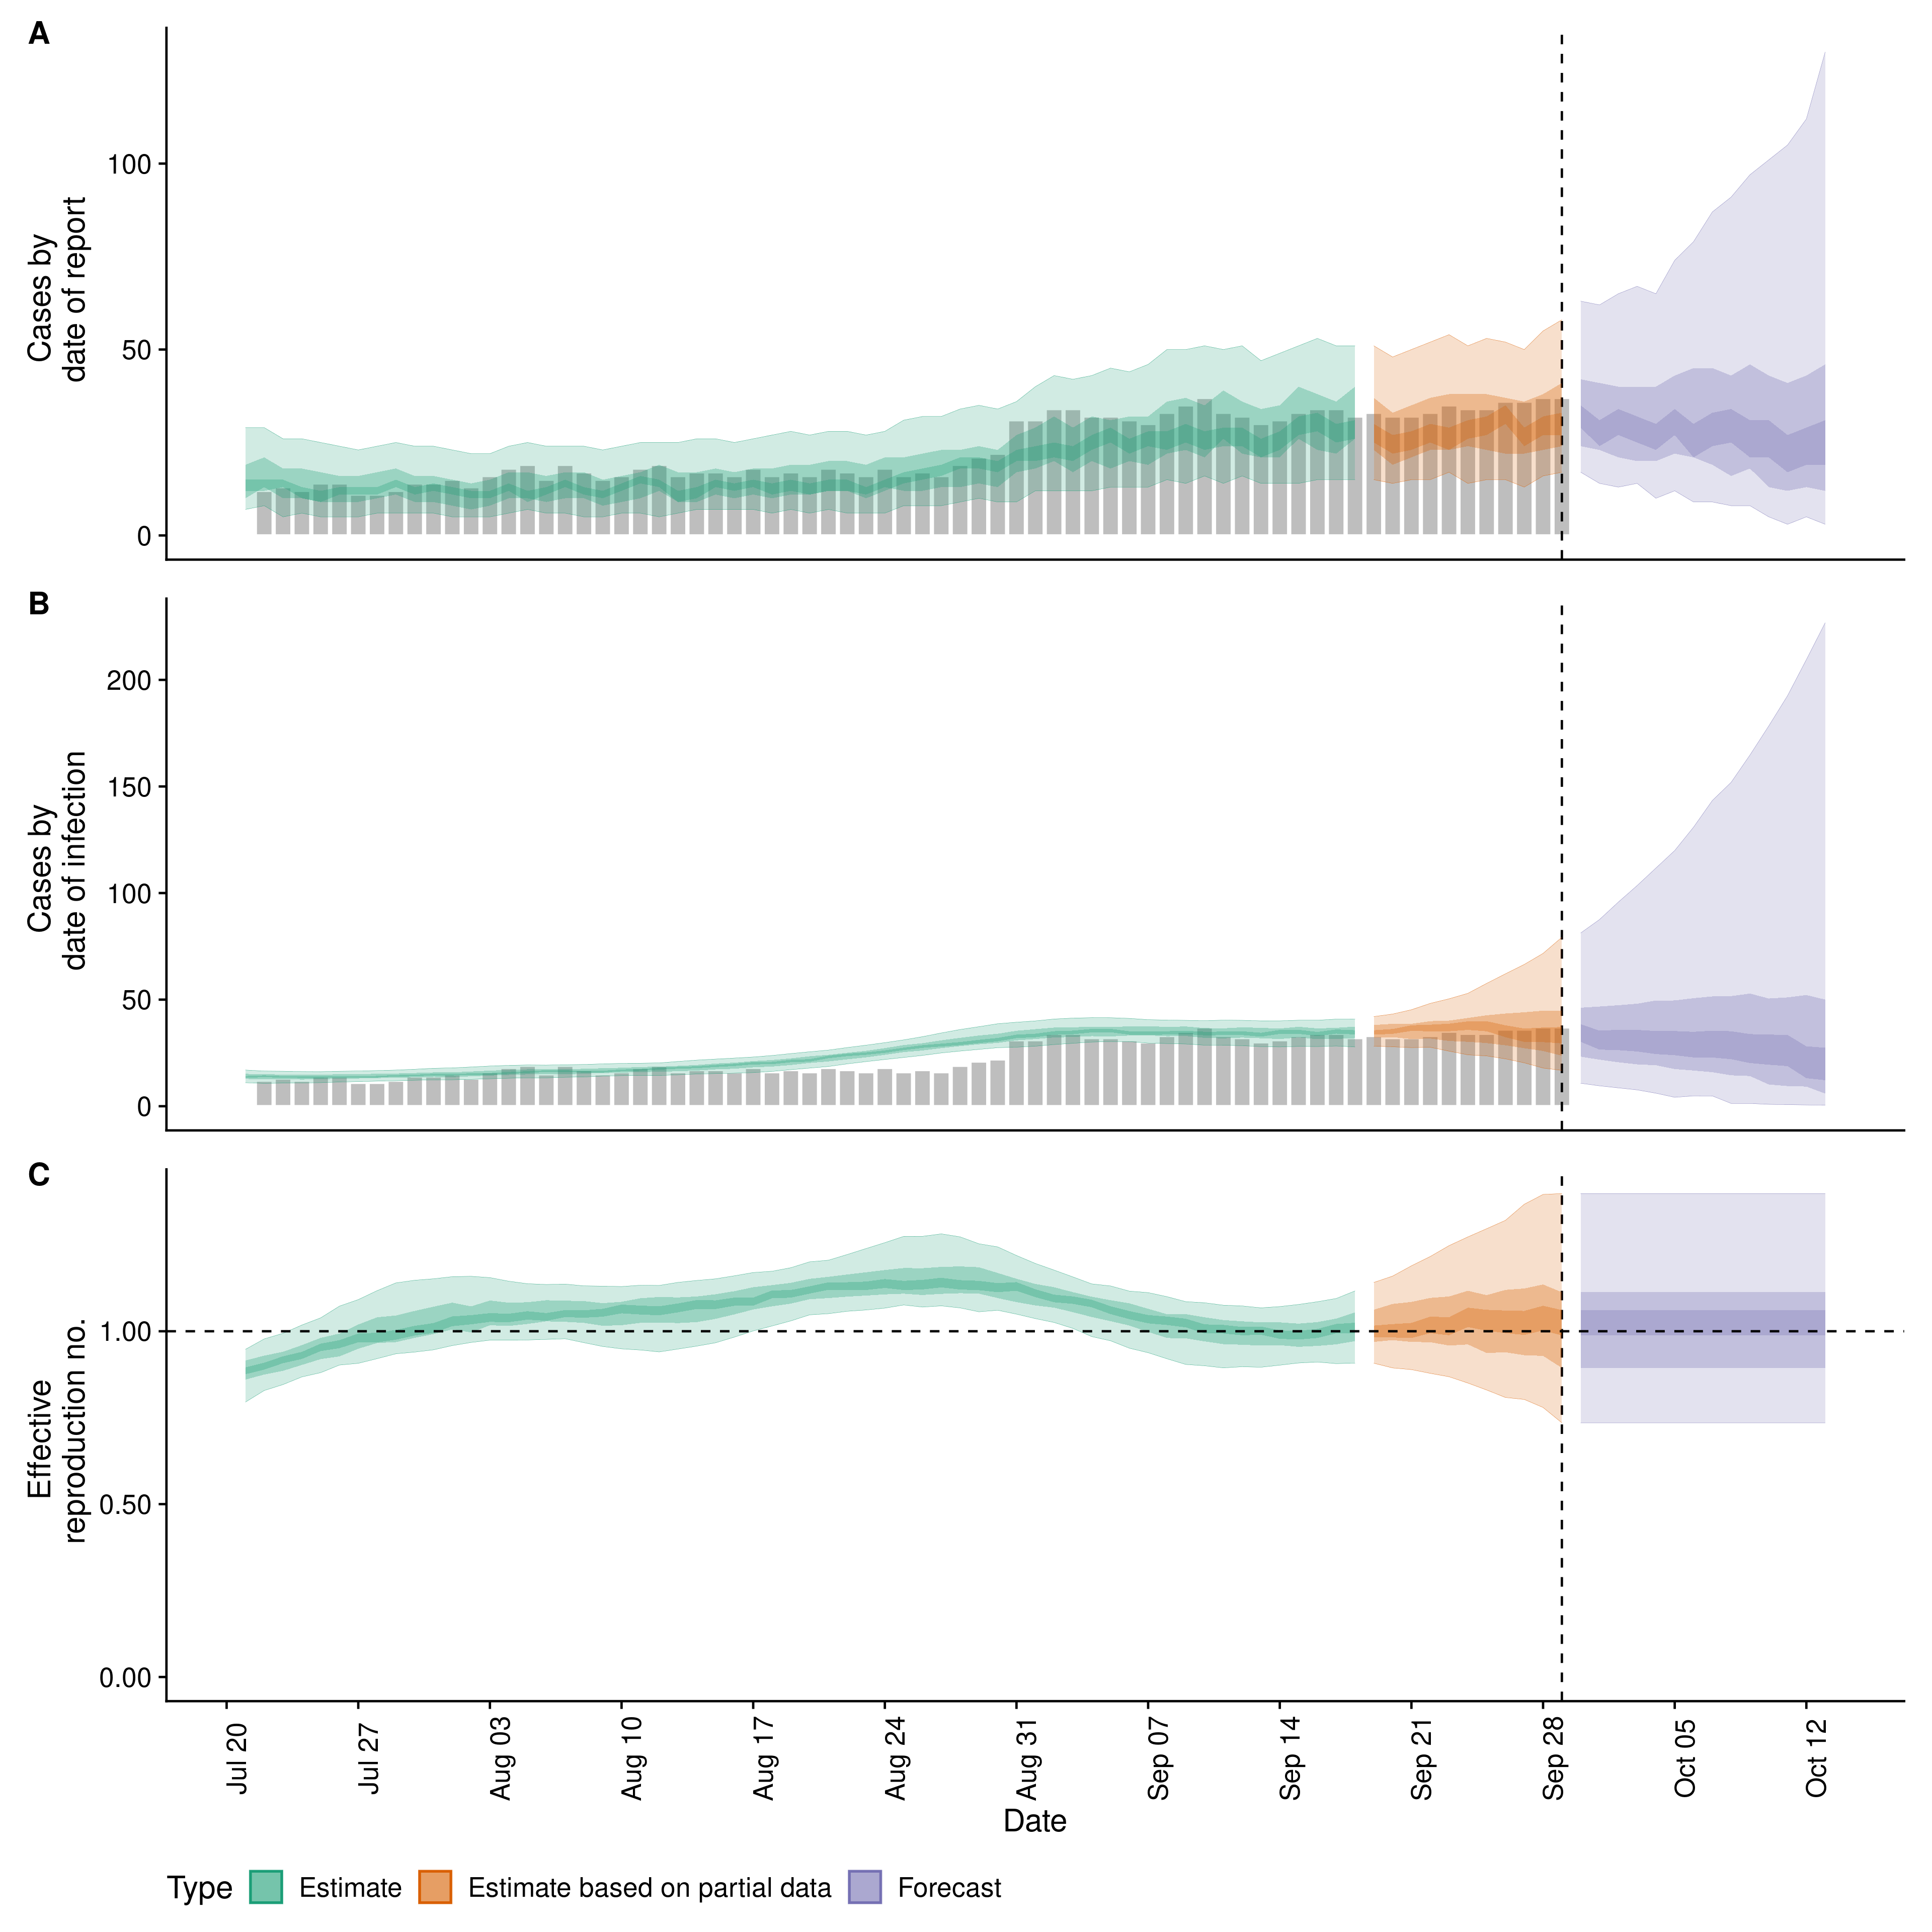 A
Cases by
date of report
100
50
0
B
Cases by
date of infection
200
150
100
50
0
C
Effective
reproduction no.
1.00
0.50
0.00
Jul 20
Jul 27
Aug 03
Aug 10
Aug 17
Aug 24
Aug 31
Sep 07
Sep 14
Sep 21
Sep 28
Oct 05
Oct 12
Date
Type Estimate Estimate based on partial data Forecast